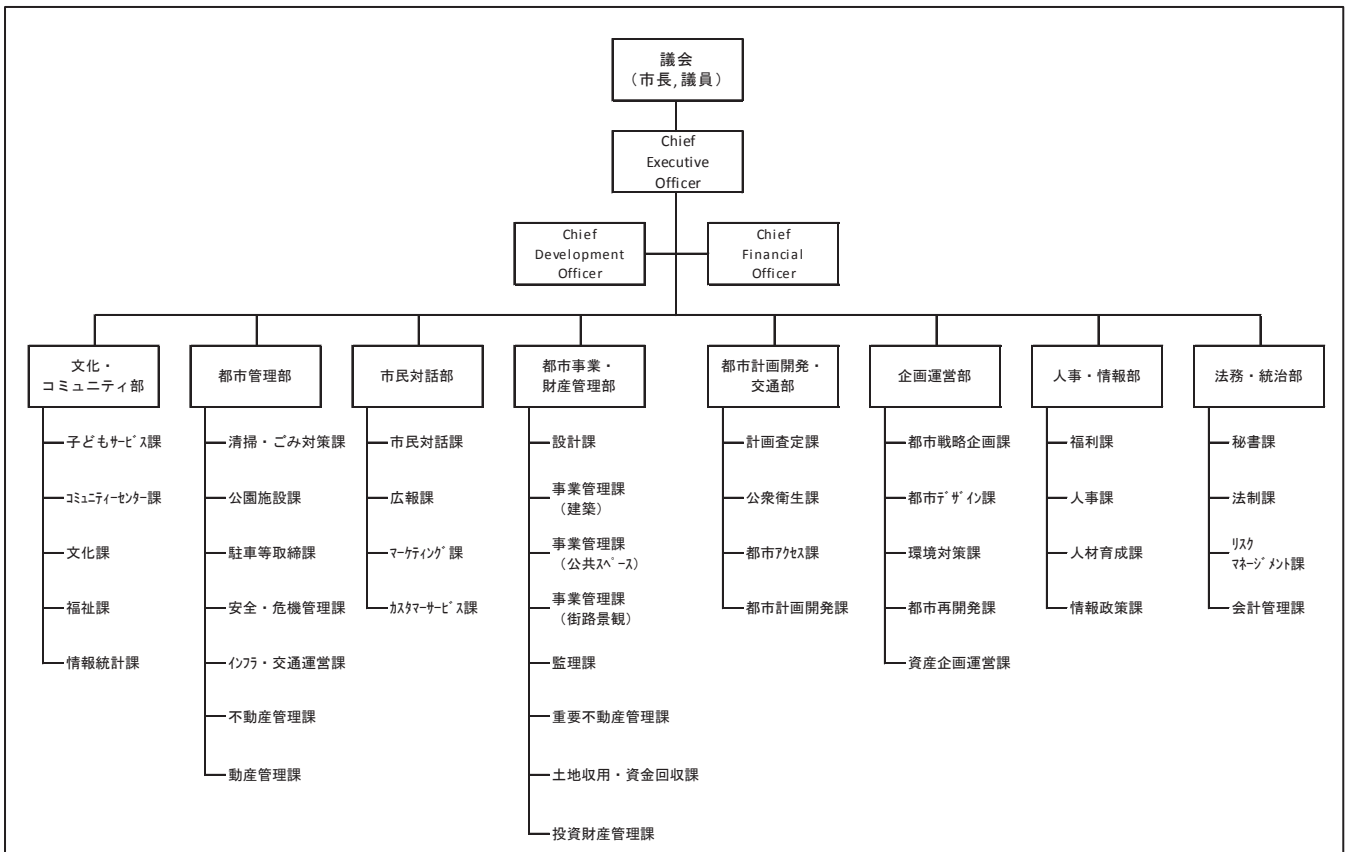 議会
（市長,議員）
Chief
Executive
Officer
Chief
Development
Officer
Chief
Financial
Officer
文化・
コミュニティ部
子どもｻｰﾋﾞｽ課
ｺﾐｭﾆﾃｨｰｾﾝﾀｰ課
文化課
福祉課
情報統計課
都市管理部
清掃・ごみ対策課
公園施設課
駐車等取締課
安全・危機管理課
ｲﾝﾌﾗ・交通運営課
不動産管理課
動産管理課
市民対話部
市民対話課
広報課
ﾏｰｹﾃｨﾝｸﾞ課
ｶｽﾀﾏｰｻｰﾋﾞｽ課
都市事業・
財産管理部
設計課
事業管理課
（建築）
事業管理課
（公共ｽﾍﾟｰｽ）
事業管理課
（街路景観）
監理課
重要不動産管理課
土地収用・資金回収課
投資財産管理課
都市計画開発・
交通部
計画査定課
公衆衛生課
都市ｱｸｾｽ課
都市計画開発課
企画運営部
都市戦略企画課
都市ﾃﾞｻﾞｲﾝ課
環境対策課
都市再開発課
資産企画運営課
人事・情報部
福利課
人事課
人材育成課
情報政策課
法務・統治部
秘書課
法制課
ﾘｽｸ
ﾏﾈｰｼﾞﾒﾝﾄ課
会計管理課